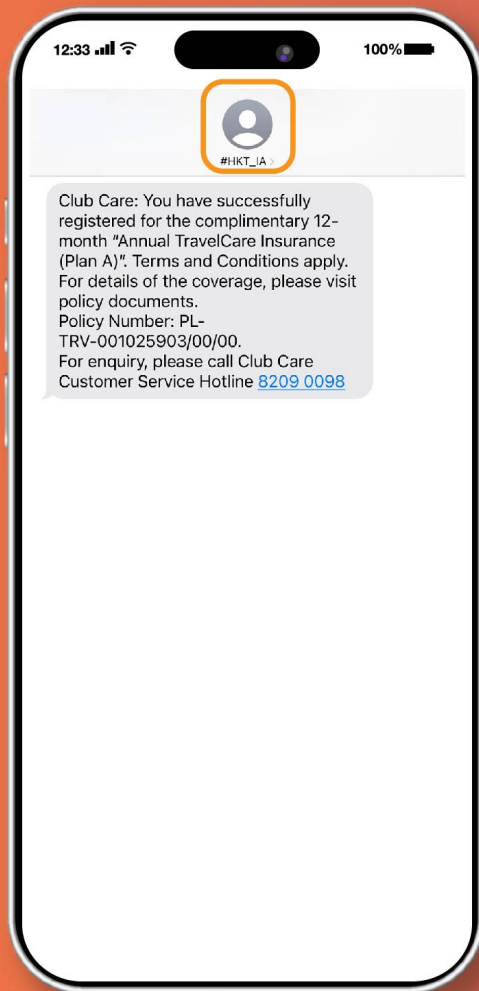 12:33
100%
#HKT_IA >
Club Care: You have successfully
registered for the complimentary 12-
month "Annual TravelCare Insurance
(Plan A)". Terms and Conditions apply.
For details of the coverage, please visit
policy documents.
Policy Number: PL-
TRV-001025903/00/00.
For enquiry, please call Club Care
Customer Service Hotline 8209 0098